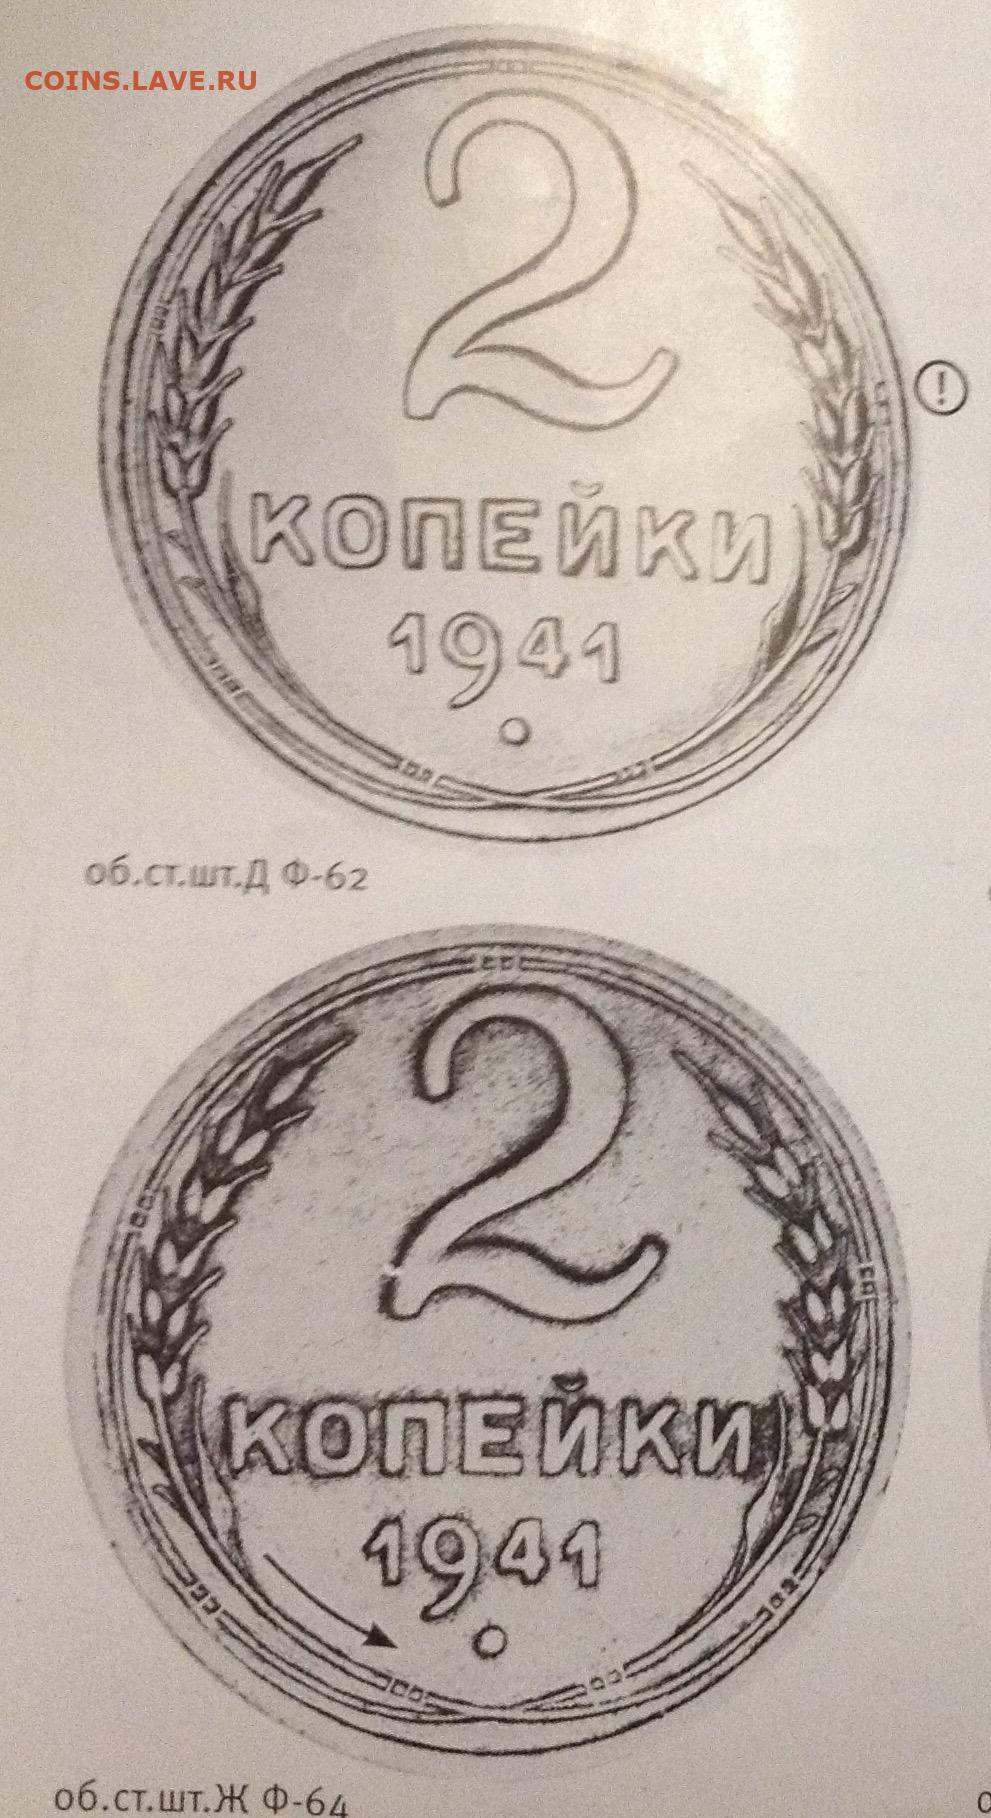 COINS.LAVE.RU
2
!
КОПЕЙКИ
1941
об.ст.шт.Д Ф-62
2
КОПЕЙКИ
1941
об.ст.шт.Ж Ф-64